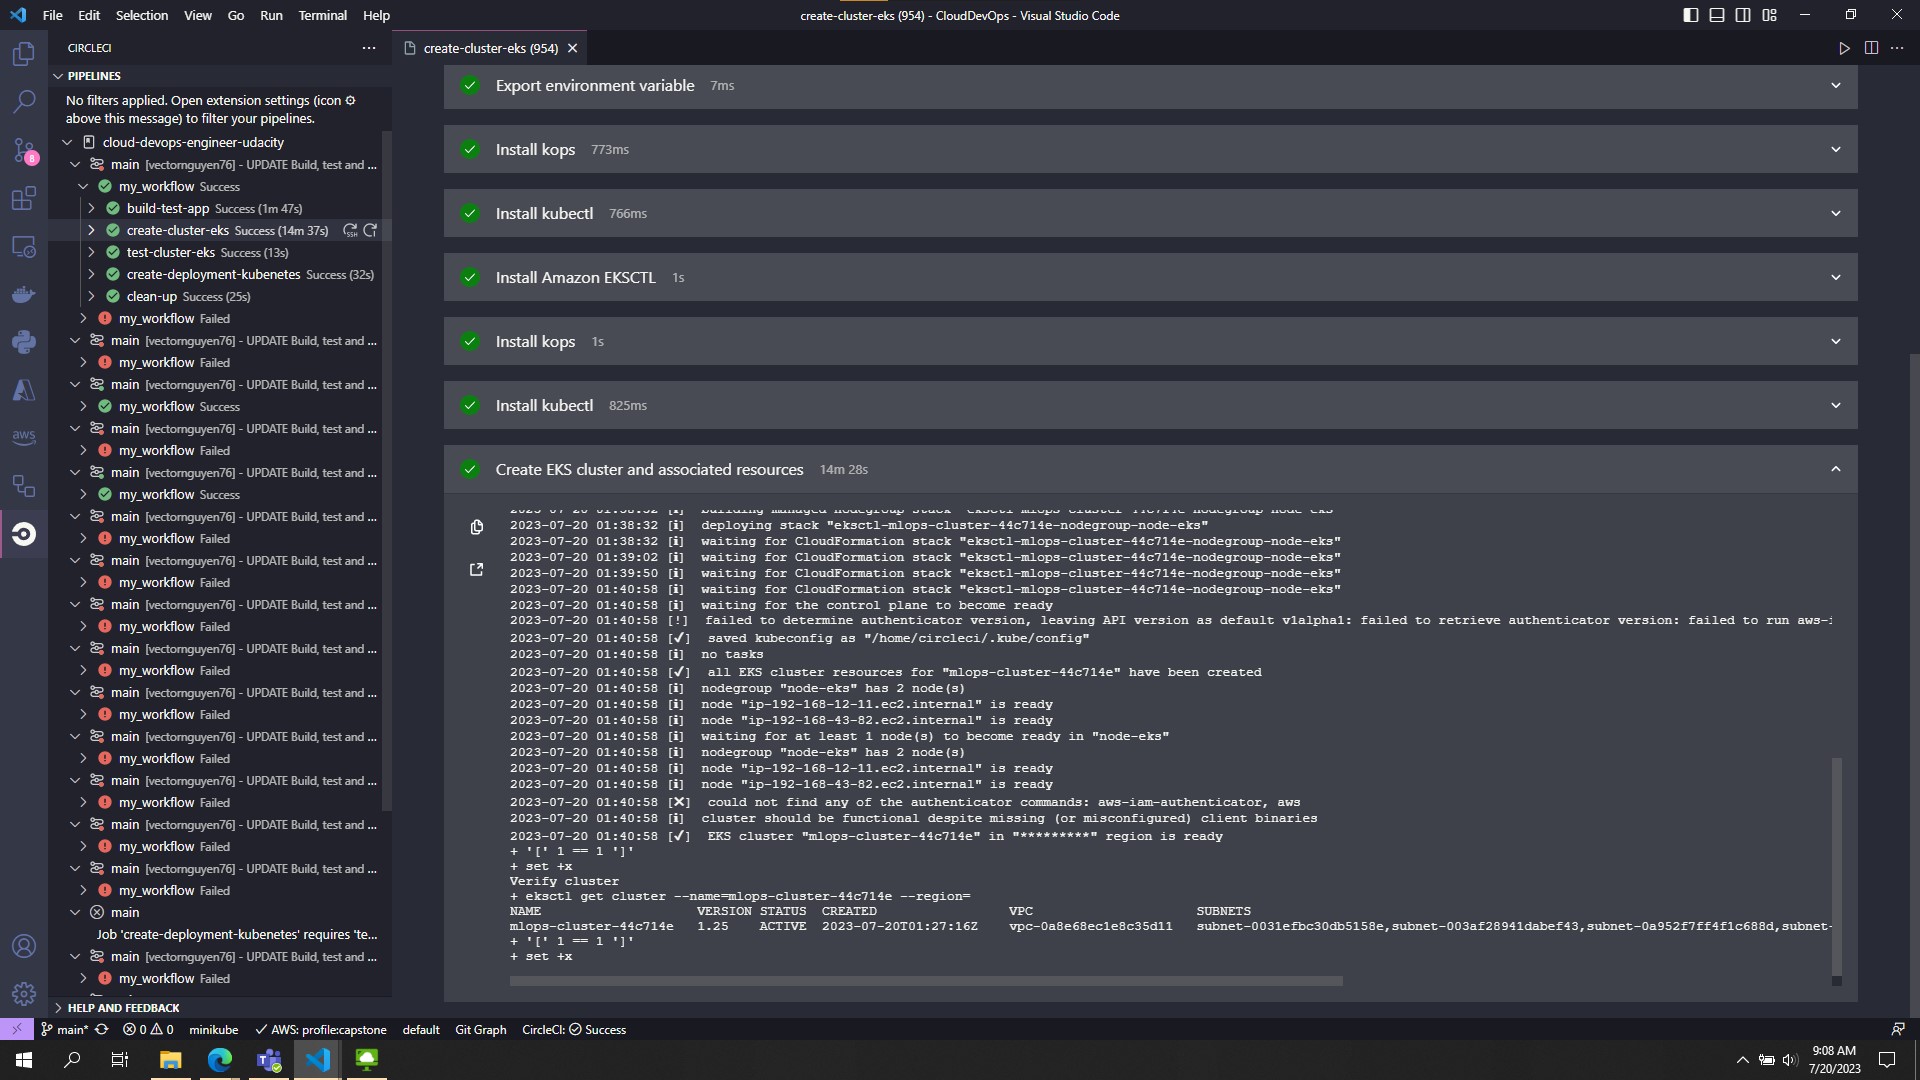 File Edit Selection View Go Run Terminal Help
create-cluster-eks (954) - CloudDevOps - Visual Studio Code
CIRCLECI
create-cluster-eks (954)
PIPELINES
No filters applied. Open extension settings (icon
above this message) to filter your pipelines.
cloud-devops-engineer-udacity
main [vectornguyen76] - UPDATE Build, test and ...
my_workflow Success
build-test-app Success (1m 47s)
create-cluster-eks Success (14m 37s)
test-cluster-eks Success (13s)
create-deployment-kubenetes Success (32s)
clean-up Success (25s)
my_workflow Failed
main [vectornguyen76] - UPDATE Build, test and ...
my_workflow Failed
main [vectornguyen76] - UPDATE Build, test and ...
my_workflow Success
main [vectornguyen76] - UPDATE Build, test and ...
my_workflow Failed
main [vectornguyen76] - UPDATE Build, test and ...
my_workflow Success
main [vectornguyen76] - UPDATE Build, test and ...
my_workflow Failed
main [vectornguyen76] - UPDATE Build, test and ...
my_workflow Failed
main [vectornguyen76] - UPDATE Build, test and ...
my_workflow Failed
main [vectornguyen76] - UPDATE Build, test and ...
my_workflow Failed
main [vectornguyen76] - UPDATE Build, test and ...
my_workflow Failed
main [vectornguyen76] - UPDATE Build, test and ...
my_workflow Failed
main [vectornguyen76] - UPDATE Build, test and ...
my_workflow Failed
main [vectornguyen76] - UPDATE Build, test and ...
my_workflow Failed
main [vectornguyen76] - UPDATE Build, test and ...
my_workflow Failed
main
Job 'create-deployment-kubenetes' requires 'te...
main [vectornguyen76] - UPDATE Build, test and ...
my_workflow Failed
HELP AND FEEDBACK
8
aws
SSH
Export environment variable 7ms
Install kops 773ms
Install kubectl 766ms
Install Amazon EKSCTL 1s
Install kops 1s
Install kubectl 825ms
Create EKS cluster and associated resources 14m 28s
2023-07-20 01:38:32 [i] building managed nodegroup stack "eksctl-mlops-cluster-44c714e-nodegroup-node-eks"
2023-07-20 01:38:32 [i] deploying stack "eksctl-mlops-cluster-44c714e-nodegroup-node-eks"
2023-07-20 01:38:32 [i] waiting for CloudFormation stack "eksctl-mlops-cluster-44c714e-nodegroup-node-eks"
2023-07-20 01:39:02 [i] waiting for CloudFormation stack "eksctl-mlops-cluster-44c714e-nodegroup-node-eks"
2023-07-20 01:39:50 [i] waiting for CloudFormation stack "eksctl-mlops-cluster-44c714e-nodegroup-node-eks"
2023-07-20 01:40:58 [i] waiting for CloudFormation stack "eksctl-mlops-cluster-44c714e-nodegroup-node-eks"
2023-07-20 01:40:58 [i] waiting for the control plane to become ready
2023-07-20 01:40:58 [!] failed to determine authenticator version, leaving API version as default v1alpha1: failed to retrieve authenticator version: failed to run aws-i
2023-07-20 01:40:58 [✔] saved kubeconfig as "/home/circleci/.kube/config"
2023-07-20 01:40:58 [i] no tasks
2023-07-20 01:40:58 [✔] all EKS cluster resources for "mlops-cluster-44c714e" have been created
2023-07-20 01:40:58 [i] nodegroup "node-eks" has 2 node(s)
2023-07-20 01:40:58 [i] node "ip-192-168-12-11.ec2.internal" is ready
2023-07-20 01:40:58 [i] node "ip-192-168-43-82.ec2.internal" is ready
2023-07-20 01:40:58 [i] waiting for at least 1 node(s) to become ready in "node-eks"
2023-07-20 01:40:58 [i] nodegroup "node-eks" has 2 node(s)
2023-07-20 01:40:58 [i] node "ip-192-168-12-11.ec2.internal" is ready
2023-07-20 01:40:58 [i] node "ip-192-168-43-82.ec2.internal" is ready
2023-07-20 01:40:58 [✖] could not find any of the authenticator commands: aws-iam-authenticator, aws
2023-07-20 01:40:58 [i] cluster should be functional despite missing (or misconfigured) client binaries
2023-07-20 01:40:58 [✔] EKS cluster "mlops-cluster-44c714e" in "*********" region is ready
+ '[' 1 == 1 ']'
+ set +x
Verify cluster
+ eksctl get cluster --name=mlops-cluster-44c714e --region=
NAME VERSION STATUS CREATED VPC SUBNETS
mlops-cluster-44c714e 1.25 ACTIVE 2023-07-20T01:27:16Z vpc-0a8e68ec1e8c35d11 subnet-0031efbc30db5158e,subnet-003af28941dabef43,subnet-0a952f7ff4f1c688d,subnet-
+ '[' 1 == 1 ']'
+ set +x
main* 0 0 minikube AWS: profile:capstone default Git Graph CircleCI: Success
9:08 AM
7/20/2023